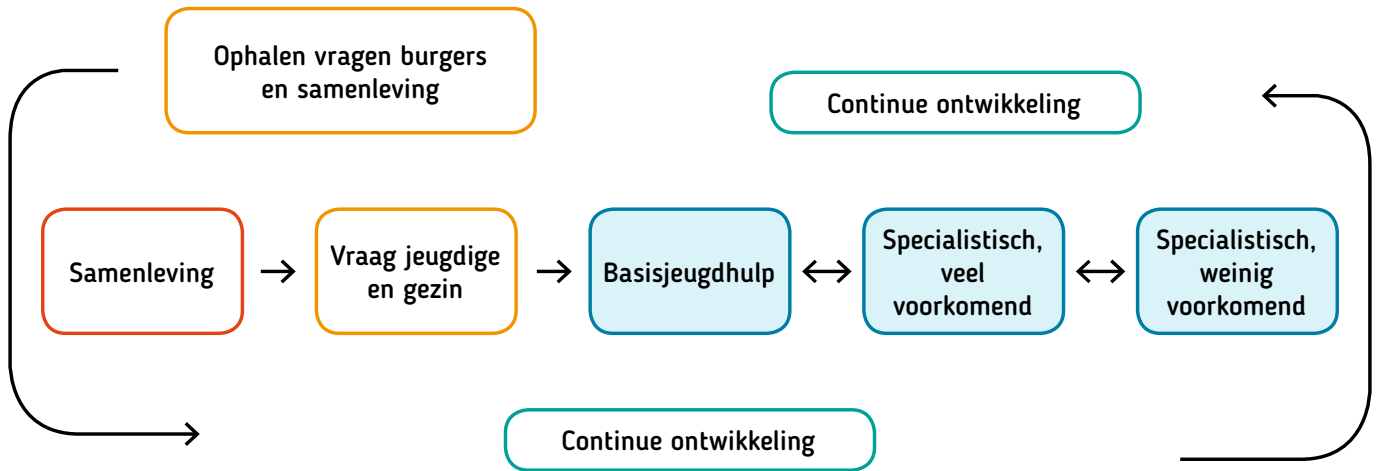 Ophalen vragen burgers
en samenleving
Continue ontwikkeling
Samenleving
Vraag jeugdige
en gezin
Basisjeugdhulp
Specialistisch,
veel
voorkomend
Specialistisch,
weinig
voorkomend
Continue ontwikkeling